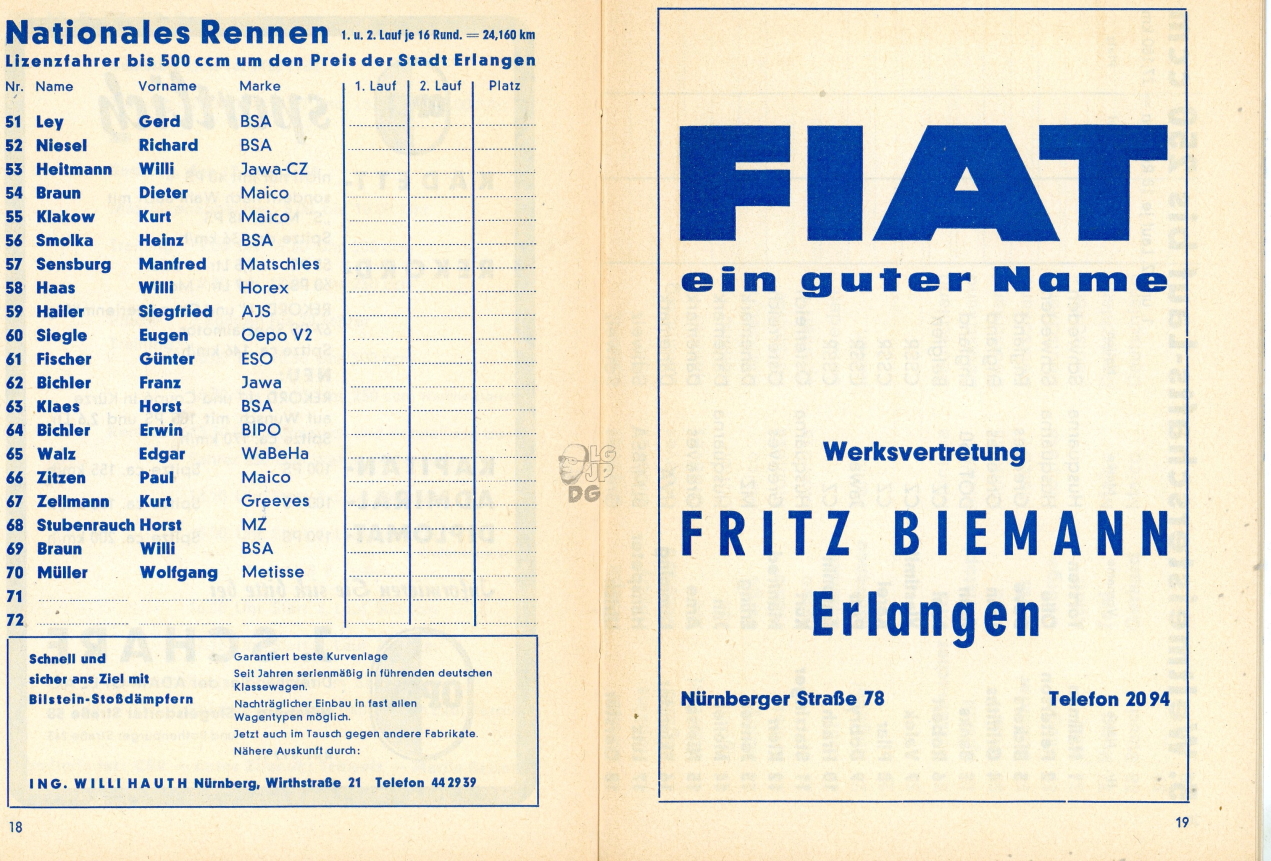 Nationales Rennen 1. u. 2. Lauf je 16 Rund. = 24,160 km
Lizenzfahrer bis 500 ccm um den Preis der Stadt Erlangen
Nr. Name Vorname Marke 1. Lauf 2. Lauf Platz
51 Ley Gerd BSA
52 Niesel Richard BSA
53 Heitmann Willi Jawa-CZ
54 Braun Dieter Maico
55 Klakow Kurt Maico
56 Smolka Heinz BSA
57 Sensburg Manfred Matschles
58 Haas Willi Horex
59 Hailer Siegfried AJS
60 Siegle Eugen Oepo V2
61 Fischer Günter ESO
62 Bichler Franz Jawa
63 Klaes Horst BSA
64 Bichler Erwin BIPO
65 Walz Edgar WaBeHa
66 Zitzen Paul Maico
67 Zellmann Kurt Greeves
68 Stubenrauch Horst MZ
69 Braun Willi BSA
70 Müller Wolfgang Metisse
71
72
Schnell und
sicher ans Ziel mit
Bilstein-Stoßdämpfern
Garantiert beste Kurvenlage
Seit Jahren serienmäßig in führenden deutschen
Klassewagen.
Nachträglicher Einbau in fast allen
Wagentypen möglich.
Jetzt auch im Tausch gegen andere Fabrikate.
Nähere Auskunft durch:
ING. WILLI HAUTH Nürnberg, Wirthstraße 21 Telefon 44 29 39
18
FIAT
ein guter Name
Werksvertretung
FRITZ BIEMANN
Erlangen
Nürnberger Straße 78 Telefon 20 94
19
LG
JP
DG